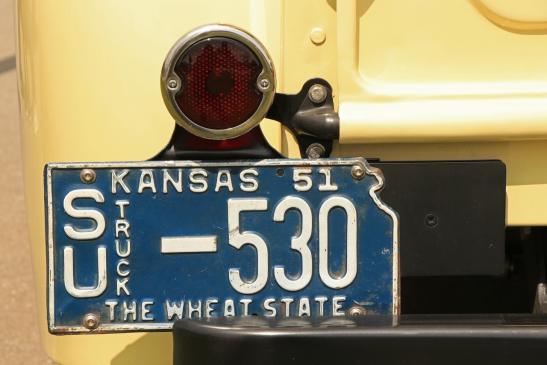 KANSAS 51
SU TRUCK -530
THE WHEAT STATE